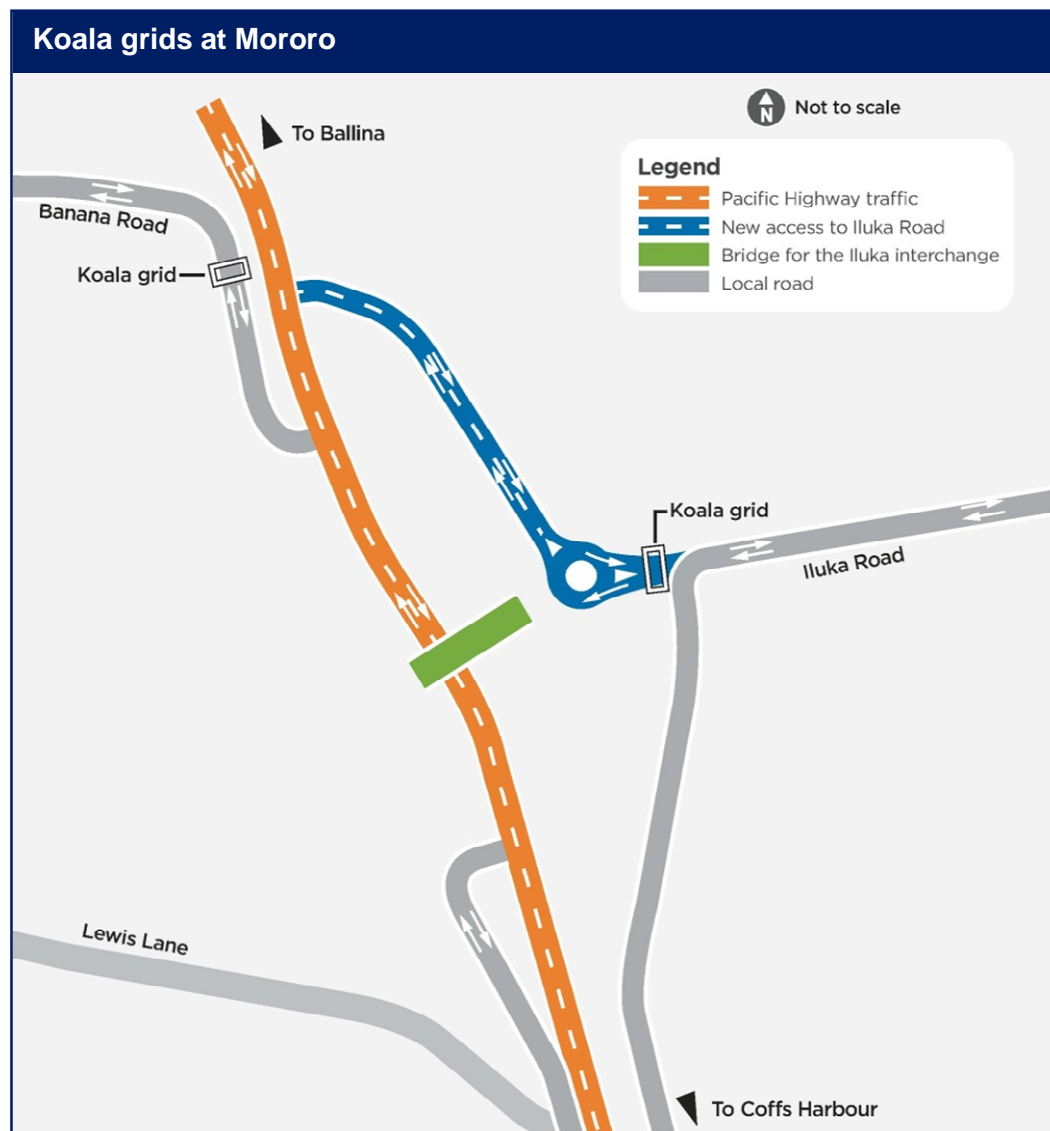 Koala grids at Mororo
N
Not to scale
To Ballina
Legend
Pacific Highway traffic
New access to Iluka Road
Bridge for the Iluka interchange
Local road
Banana Road
Koala grid
Koala grid
Iluka Road
Lewis Lane
To Coffs Harbour